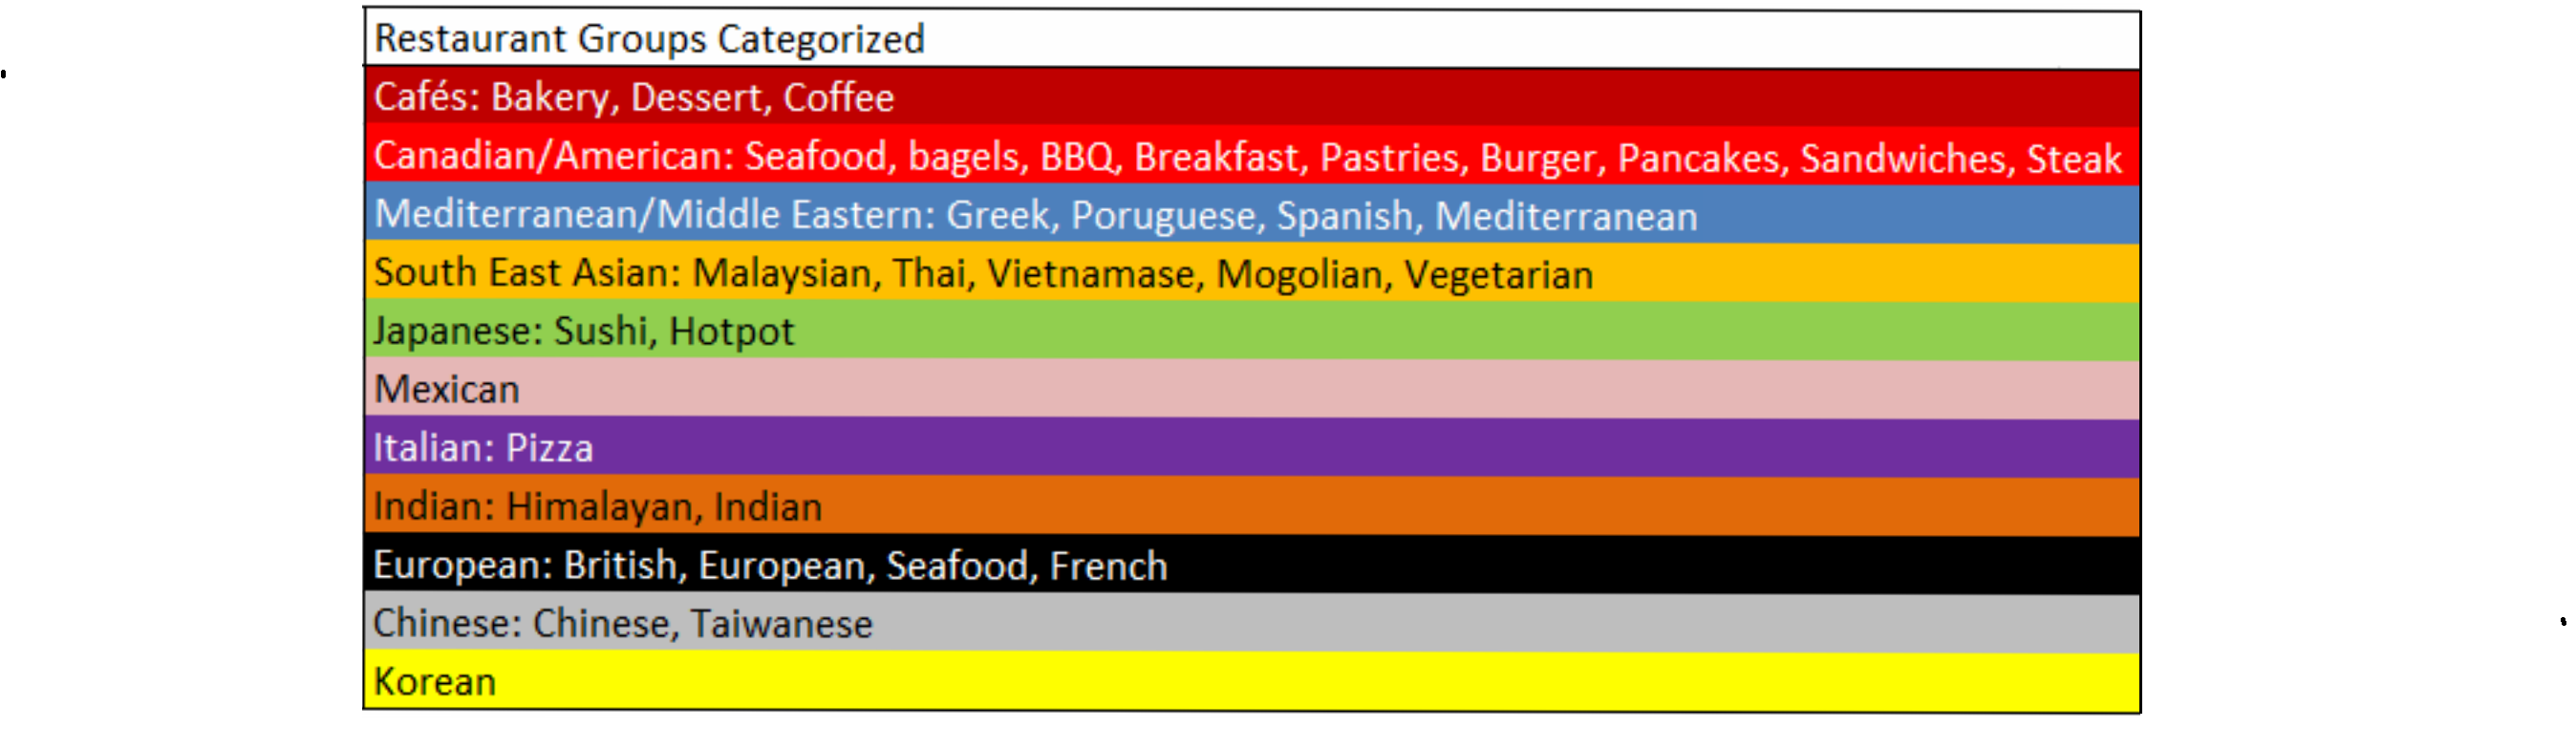 Restaurant Groups Categorized
Cafés: Bakery, Dessert, Coffee
Canadian/American: Seafood, bagels, BBQ, Breakfast, Pastries, Burger, Pancakes, Sandwiches, Steak
Mediterranean/Middle Eastern: Greek, Poruguese, Spanish, Mediterranean
South East Asian: Malaysian, Thai, Vietnamase, Mogolian, Vegetarian
Japanese: Sushi, Hotpot
Mexican
Italian: Pizza
Indian: Himalayan, Indian
European: British, European, Seafood, French
Chinese: Chinese, Taiwanese
Korean